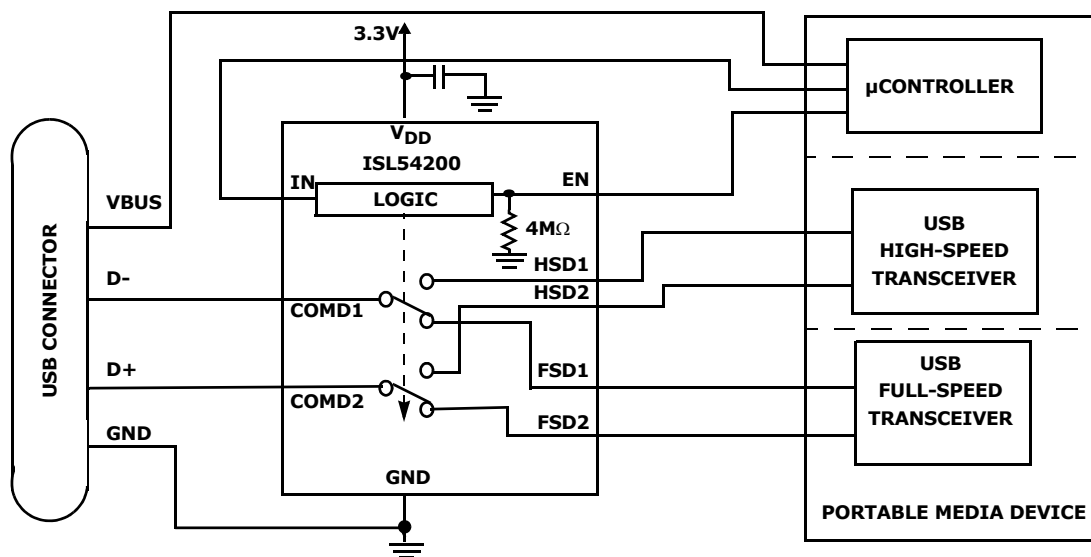 3.3V
µCONTROLLER
VDD
ISL54200
IN
EN
LOGIC
VBUS
4MΩ
USB
HIGH-SPEED
TRANSCEIVER
HSD1
HSD2
D-
COMD1
USB CONNECTOR
USB
FULL-SPEED
TRANSCEIVER
D+
FSD1
COMD2
FSD2
GND
GND
PORTABLE MEDIA DEVICE